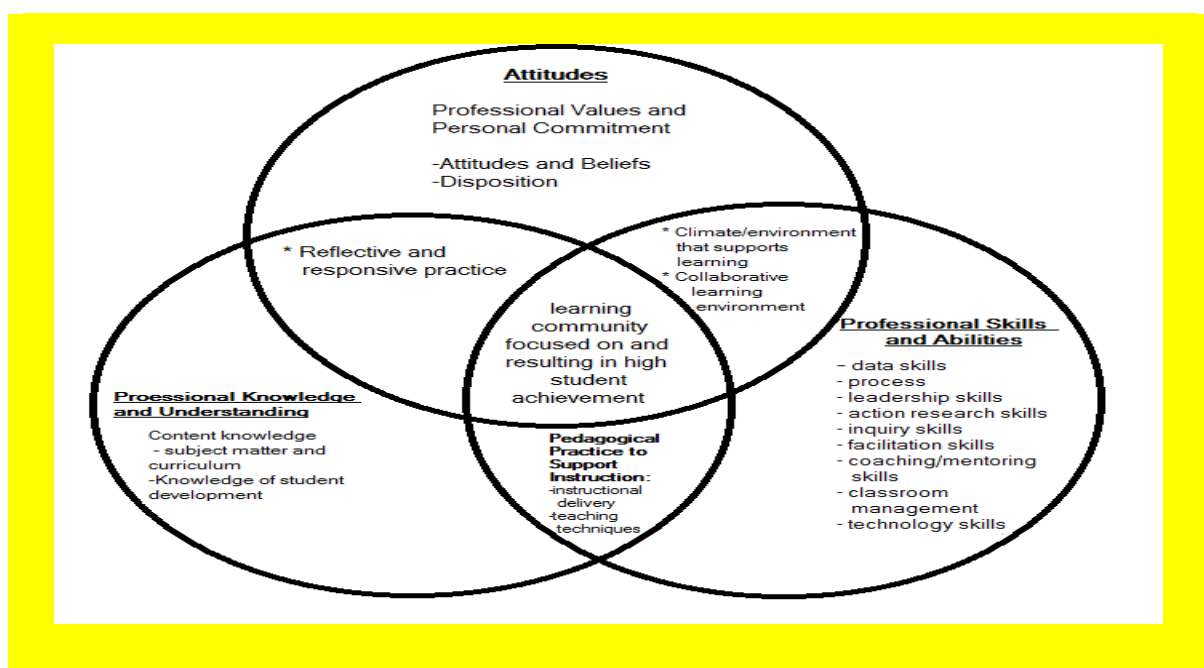 Attitudes
Professional Values and
Personal Commitment
-Attitudes and Beliefs
-Disposition
* Reflective and
responsive practice
* Climate/environment
that supports
learning
* Collaborative
learning
environment
learning
community
focused on and
resulting in high
student
achievement
Proessional Knowledge
and Understanding
Content knowledge
- subject matter and
curriculum
-Knowledge of student
development
Pedagogical
Practice to
Support
Instruction:
-instructional
delivery
-teaching
techniques
Professional Skills
and Abilities
- data skills
- process
- leadership skills
- action research skills
- inquiry skills
- facilitation skills
- coaching/mentoring
skills
- classroom
management
- technology skills